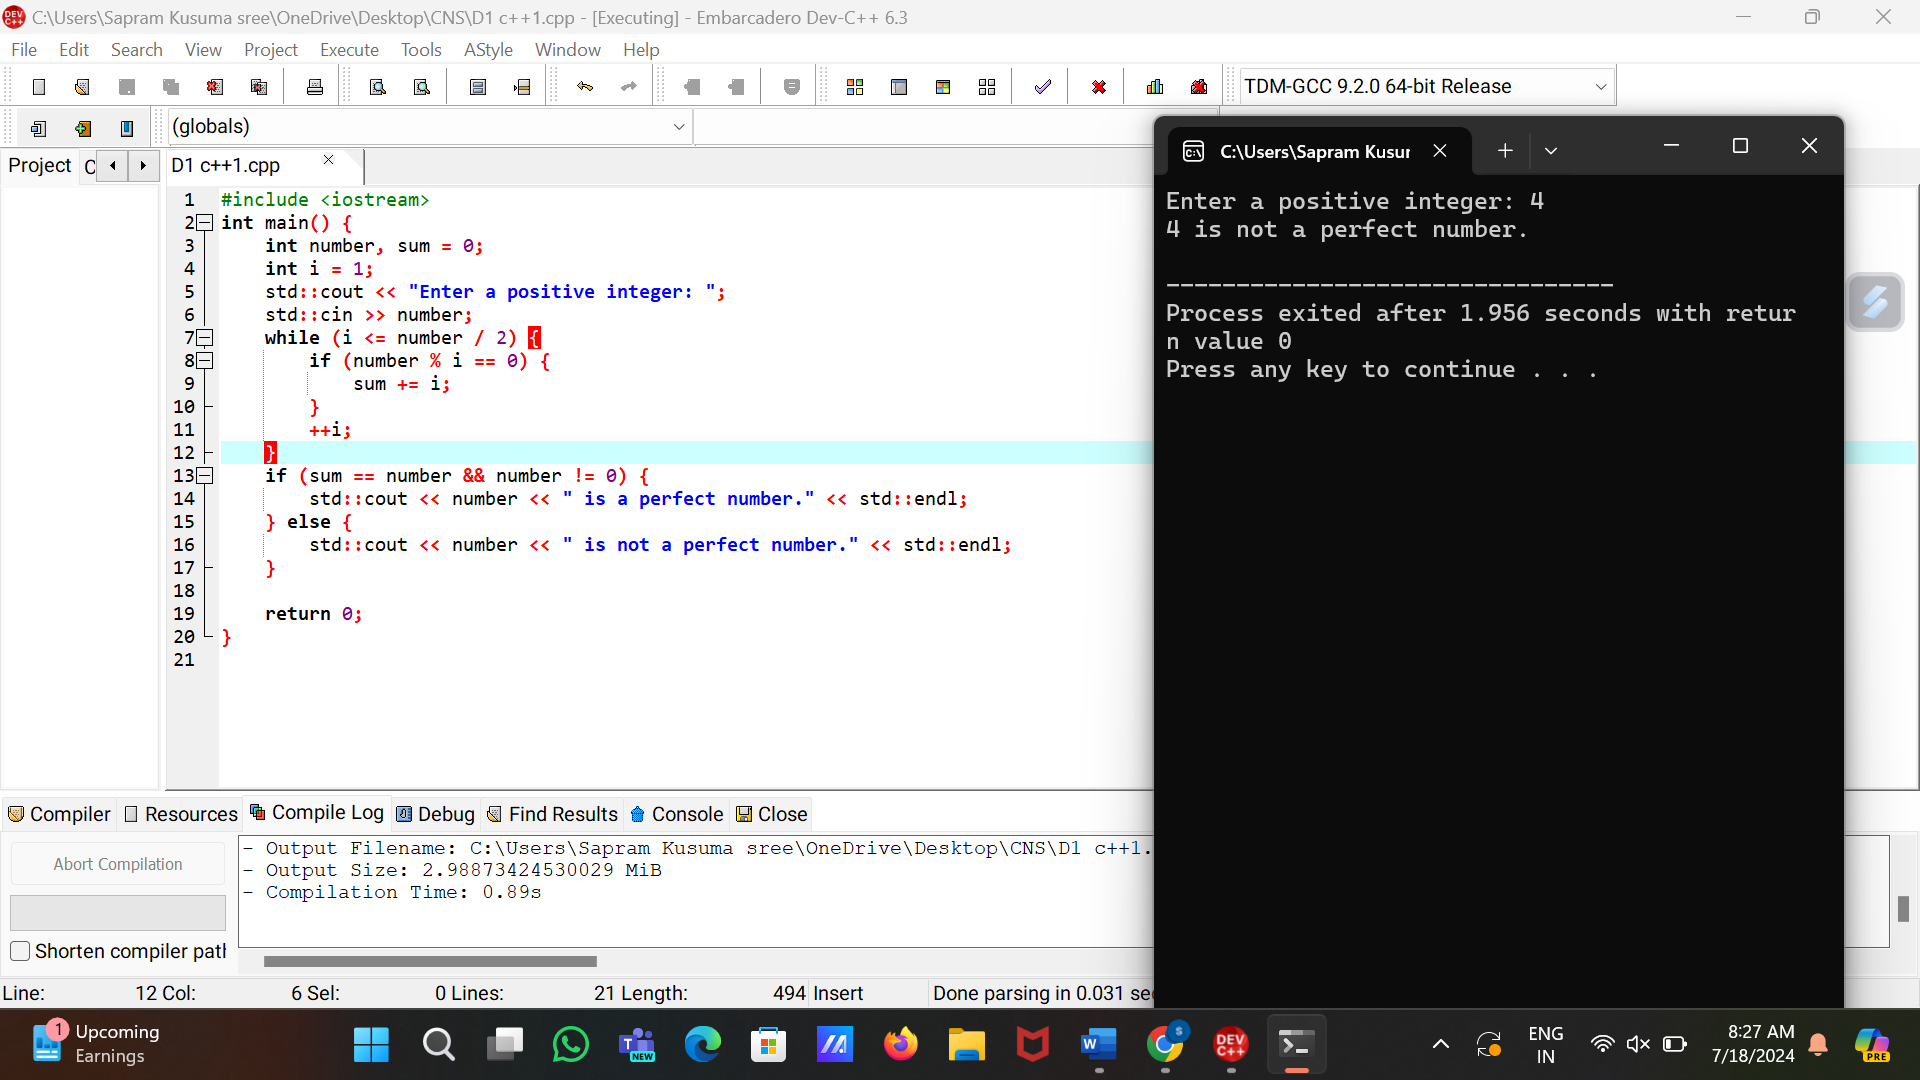 C:\Users\Sapram Kusuma sree\OneDrive\Desktop\CNS\D1 c++1.cpp - [Executing] - Embarcadero Dev-C++ 6.3
File Edit Search View Project Execute Tools AStyle Window Help
TDM-GCC 9.2.0 64-bit Release
(globals)
Project
D1 c++1.cpp
1 #include <iostream>
2 int main() {
3 int number, sum = 0;
4 int i = 1;
5 std::cout << "Enter a positive integer: ";
6 std::cin >> number;
7 while (i <= number / 2) {
8 if (number % i == 0) {
9 sum += i;
10 }
11 ++i;
12 }
13 if (sum == number && number != 0) {
14 std::cout << number << " is a perfect number." << std::endl;
15 } else {
16 std::cout << number << " is not a perfect number." << std::endl;
17 }
18
19 return 0;
20 }
21
C:\Users\Sapram Kusur
Enter a positive integer: 4
4 is not a perfect number.
--------------------------------
Process exited after 1.956 seconds with retur
n value 0
Press any key to continue . . .
Compiler Resources Compile Log Debug Find Results Console Close
Abort Compilation
Shorten compiler path
- Output Filename: C:\Users\Sapram Kusuma sree\OneDrive\Desktop\CNS\D1 c++1.
- Output Size: 2.98873424530029 MiB
- Compilation Time: 0.89s
Line: 12 Col: 6 Sel: 0 Lines: 21 Length: 494 Insert Done parsing in 0.031 se
1
Upcoming
Earnings
NEW
DEV
C++
ENG
IN
8:27 AM
7/18/2024
PRE